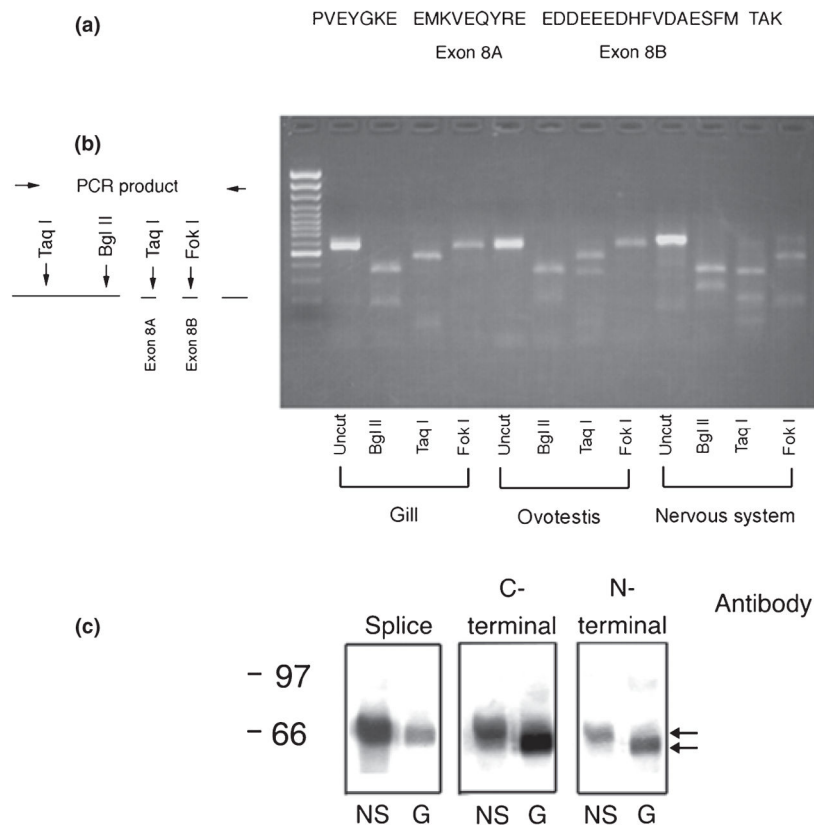 (a)
PVEYGKE EMKVEQYRE EDDEEEDHFVDAESFM TAK
Exon 8A Exon 8B
(b)
PCR product
Taq I Bgl II Taq I Fok I
Exon 8A Exon 8B
Uncut Bgl II Taq I Fok I Uncut Bgl II Taq I Fok I Uncut Bgl II Taq I Fok I
Gill Ovotestis Nervous system
(c)
Splice C-terminal N-terminal Antibody
- 97
- 66
NS G NS G NS G